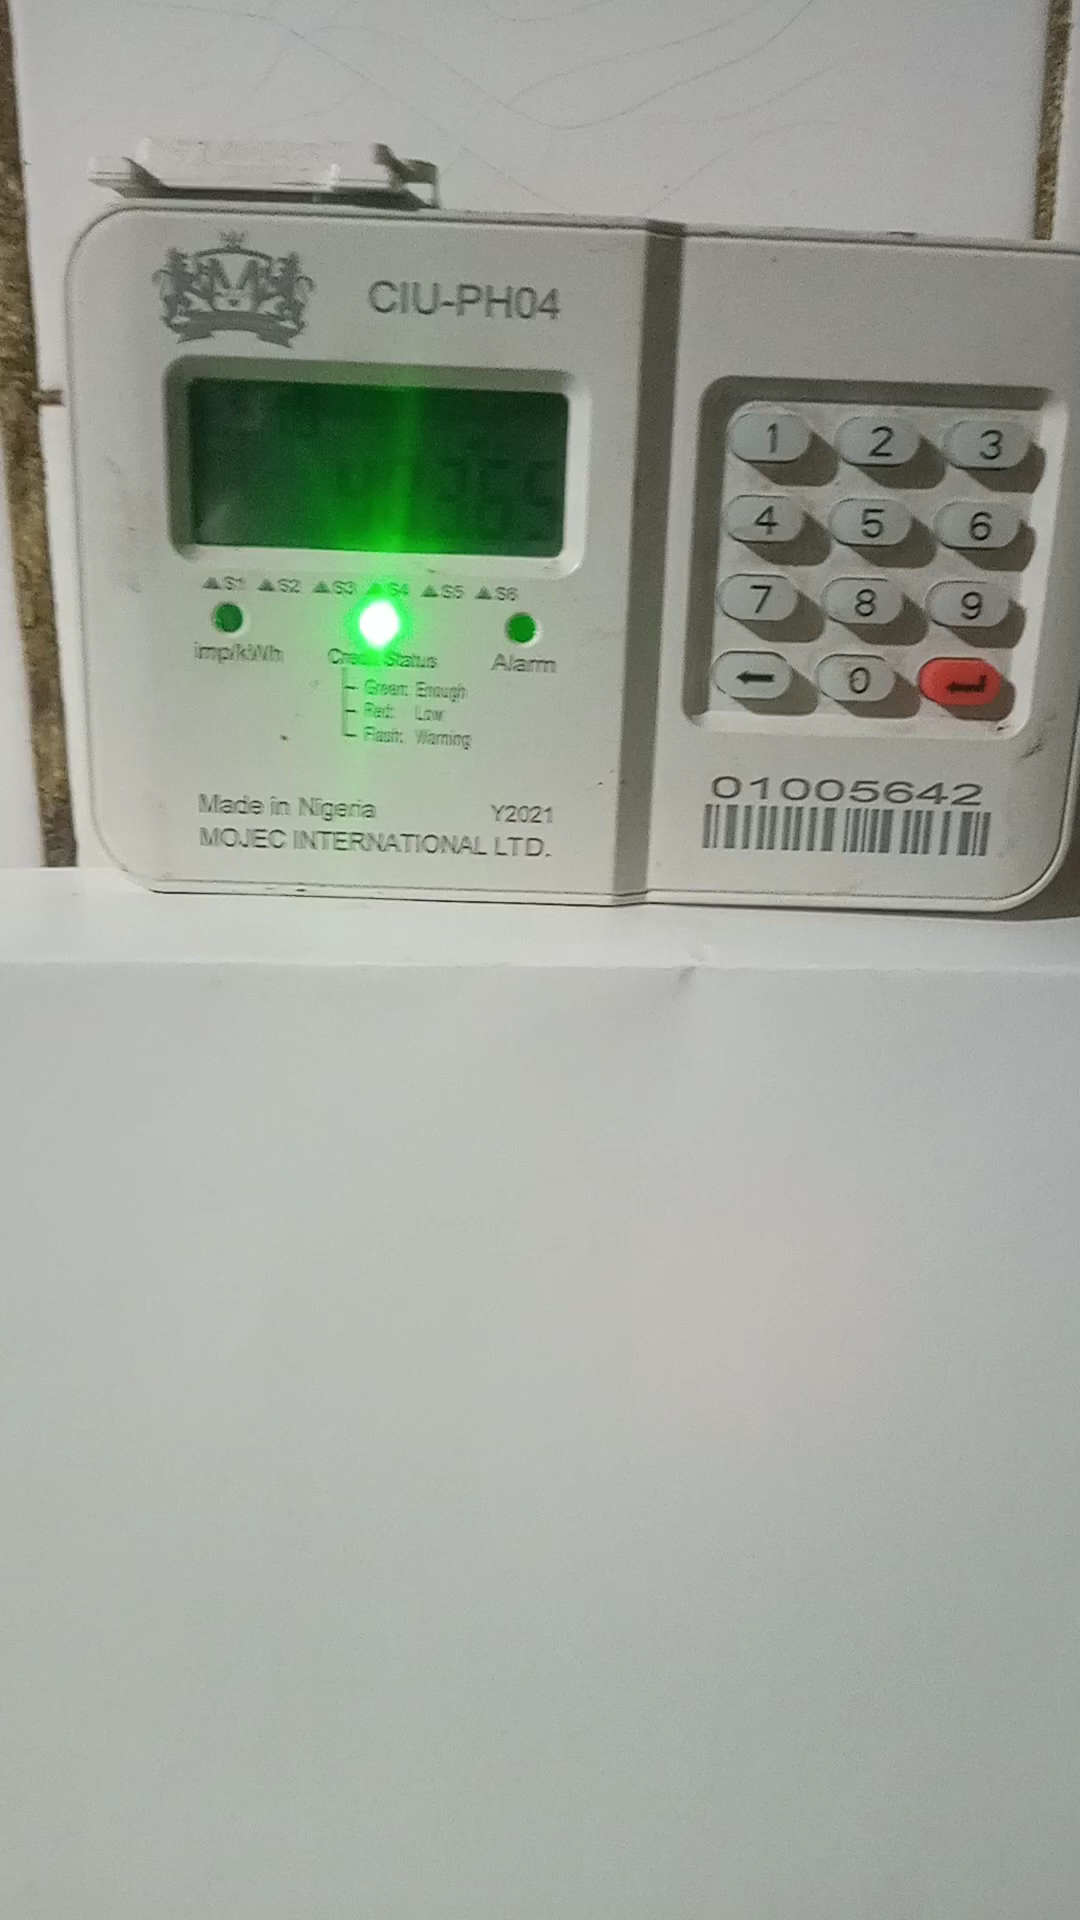 M
CIU-PH04
▲S1 ▲S2 ▲S3 ▲S4 ▲S5 ▲S6
imp/kWh Credit Status Alarm
Green: Enough
Red: Low
Flash: Warning
Made in Nigeria Y2021
MOJEC INTERNATIONAL LTD.
1 2 3
4 5 6
7 8 9
0
01005642